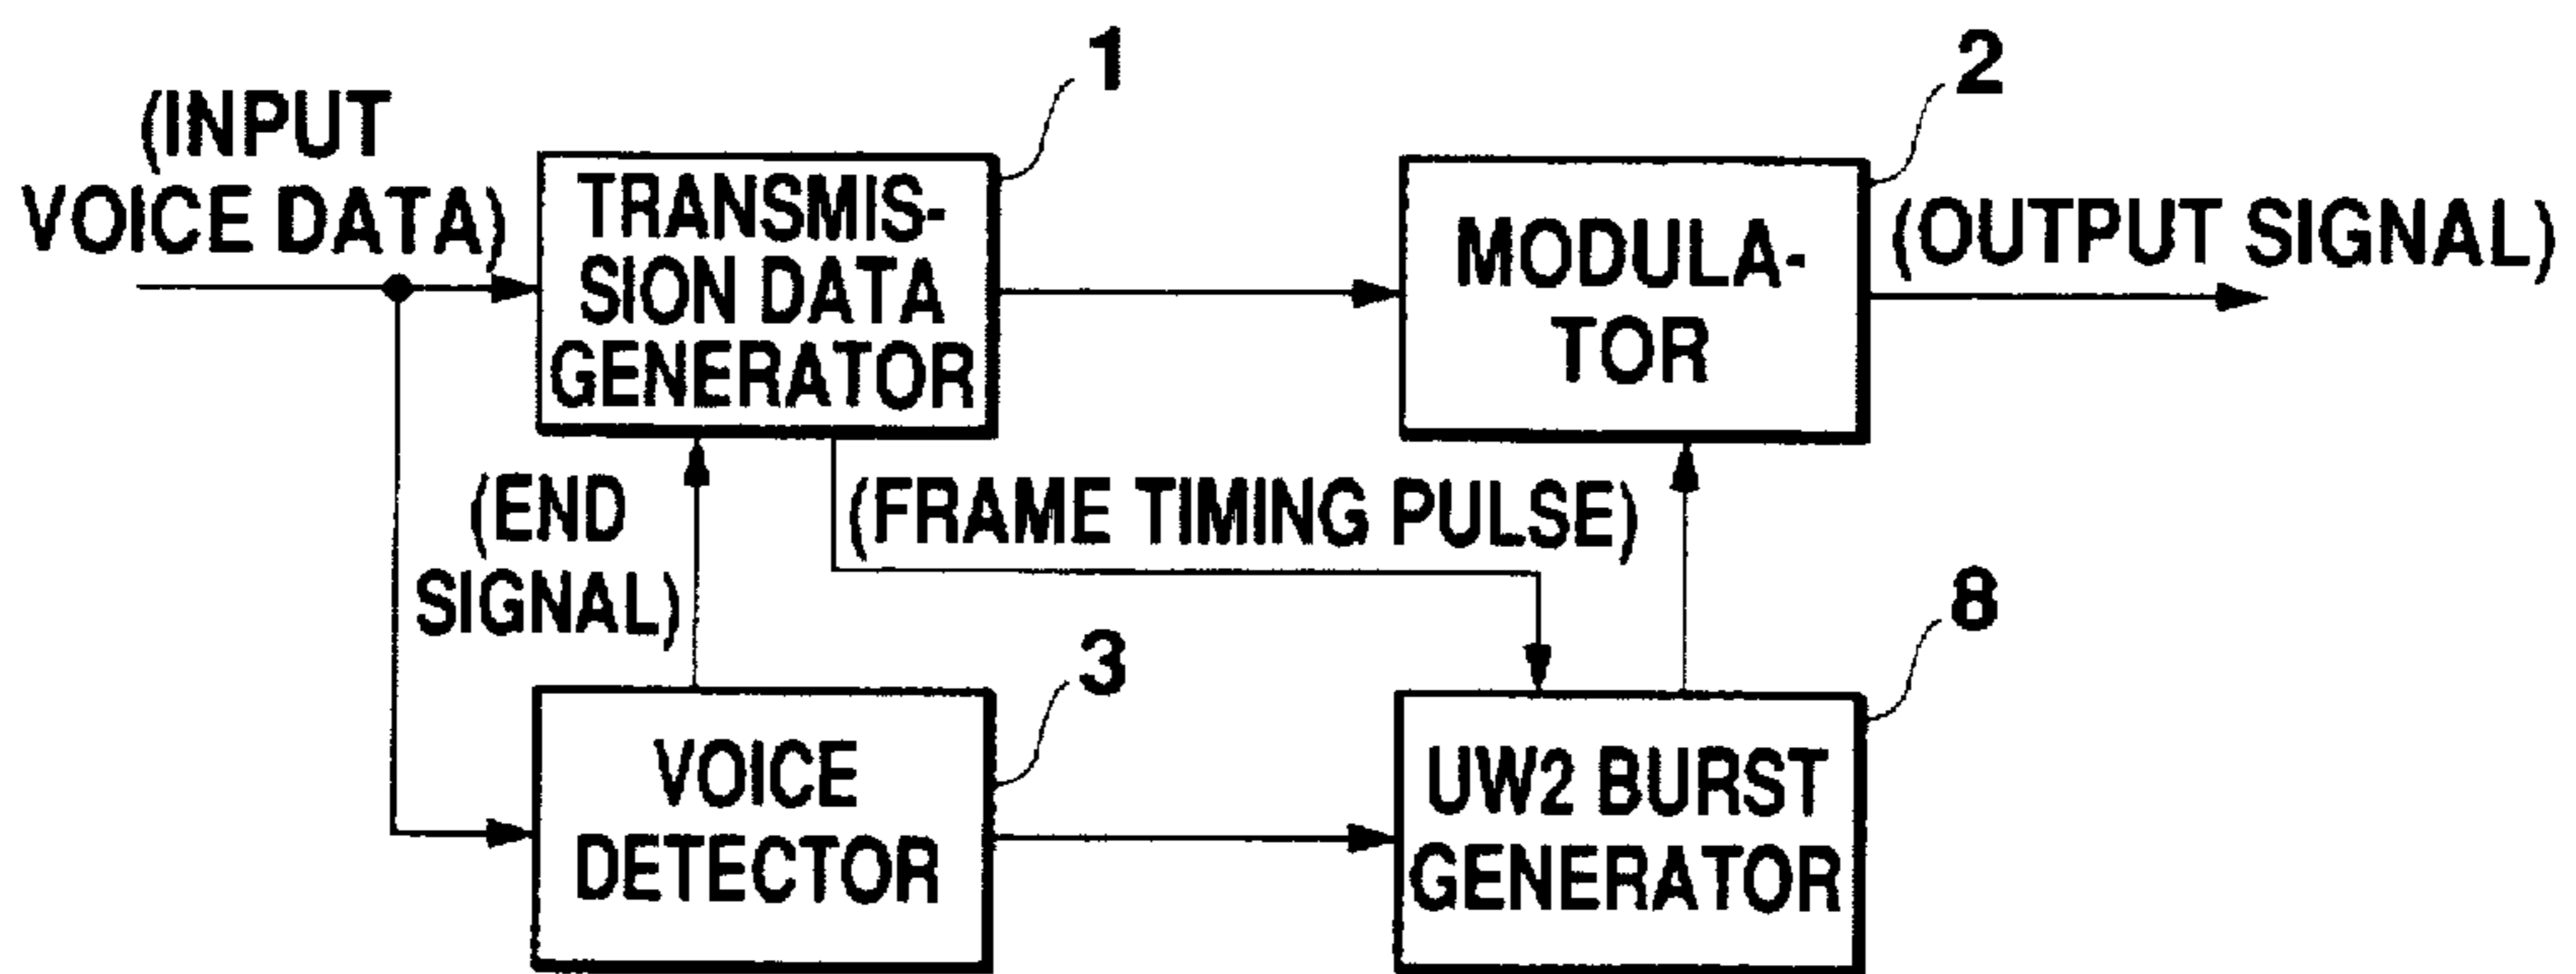 1
2
(INPUT
VOICE DATA)
TRANSMIS-
SION DATA
GENERATOR
MODULA-
TOR
(OUTPUT SIGNAL)
(END
SIGNAL)
(FRAME TIMING PULSE)
3
8
VOICE
DETECTOR
UW2 BURST
GENERATOR